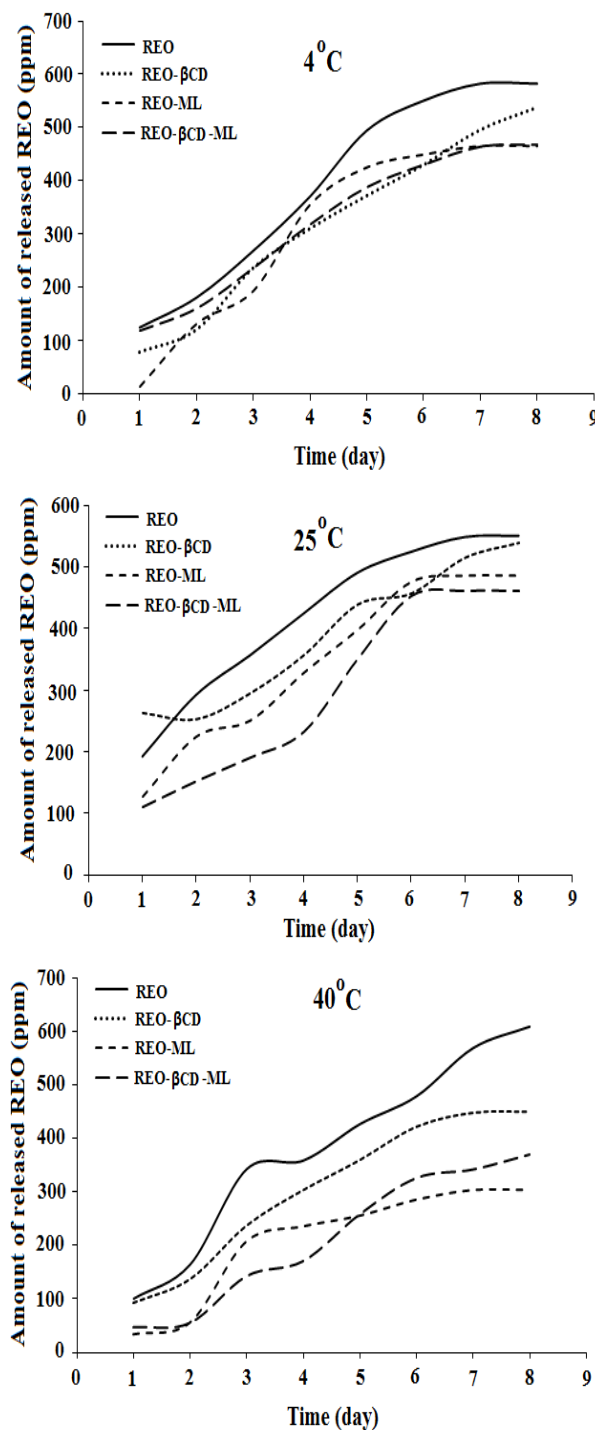 700
600
500
400
300
200
100
0
Amount of released REO (ppm)
REO
REO-βCD
REO-ML
REO-βCD-ML
4°C
0 1 2 3 4 5 6 7 8 9
Time (day)
600
500
400
300
200
100
0
Amount of released REO (ppm)
REO
REO-βCD
REO-ML
REO-βCD-ML
25°C
0 1 2 3 4 5 6 7 8 9
Time (day)
700
600
500
400
300
200
100
0
Amount of released REO (ppm)
REO
REO-βCD
REO-ML
REO-βCD-ML
40°C
0 1 2 3 4 5 6 7 8 9
Time (day)